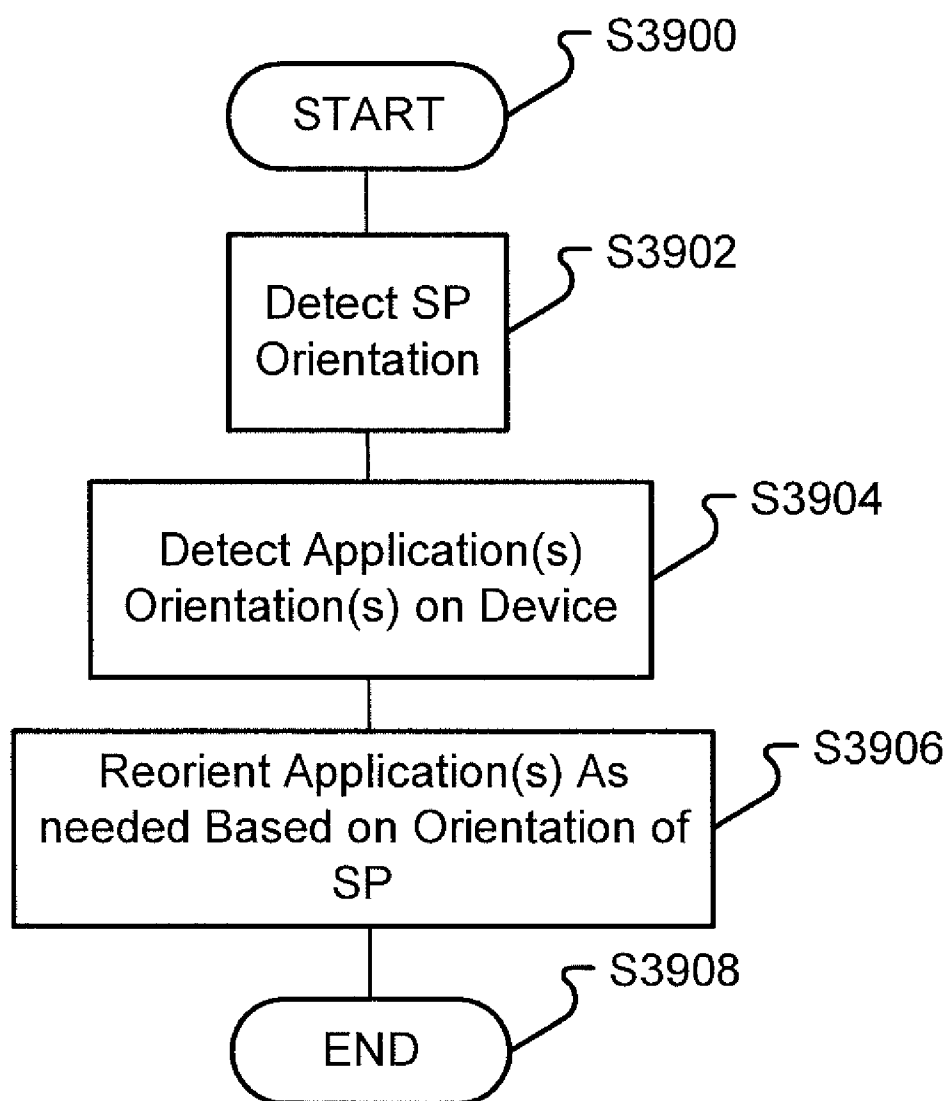 S3900
START
S3902
Detect SP
Orientation
S3904
Detect Application(s)
Orientation(s) on Device
S3906
Reorient Application(s) As
needed Based on Orientation of
SP
S3908
END